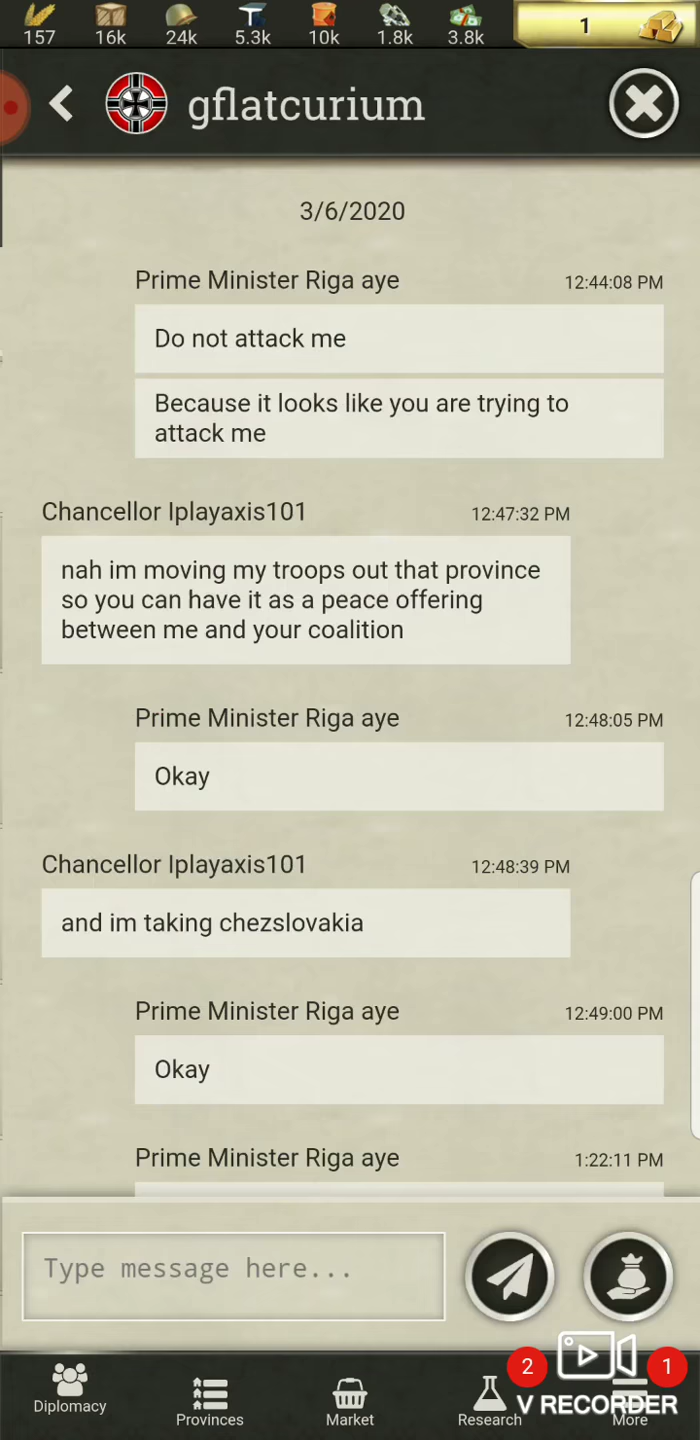 157 16k 24k 5.3k 10k 1.8k 3.8k 1
gflatcurium
3/6/2020
Prime Minister Riga aye 12:44:08 PM
Do not attack me
Because it looks like you are trying to
attack me
Chancellor Iplayaxis101 12:47:32 PM
nah im moving my troops out that province
so you can have it as a peace offering
between me and your coalition
Prime Minister Riga aye 12:48:05 PM
Okay
Chancellor Iplayaxis101 12:48:39 PM
and im taking chezslovakia
Prime Minister Riga aye 12:49:00 PM
Okay
Prime Minister Riga aye 1:22:11 PM
Type message here...
2 1
V RECORDER
Diplomacy Provinces Market Research More